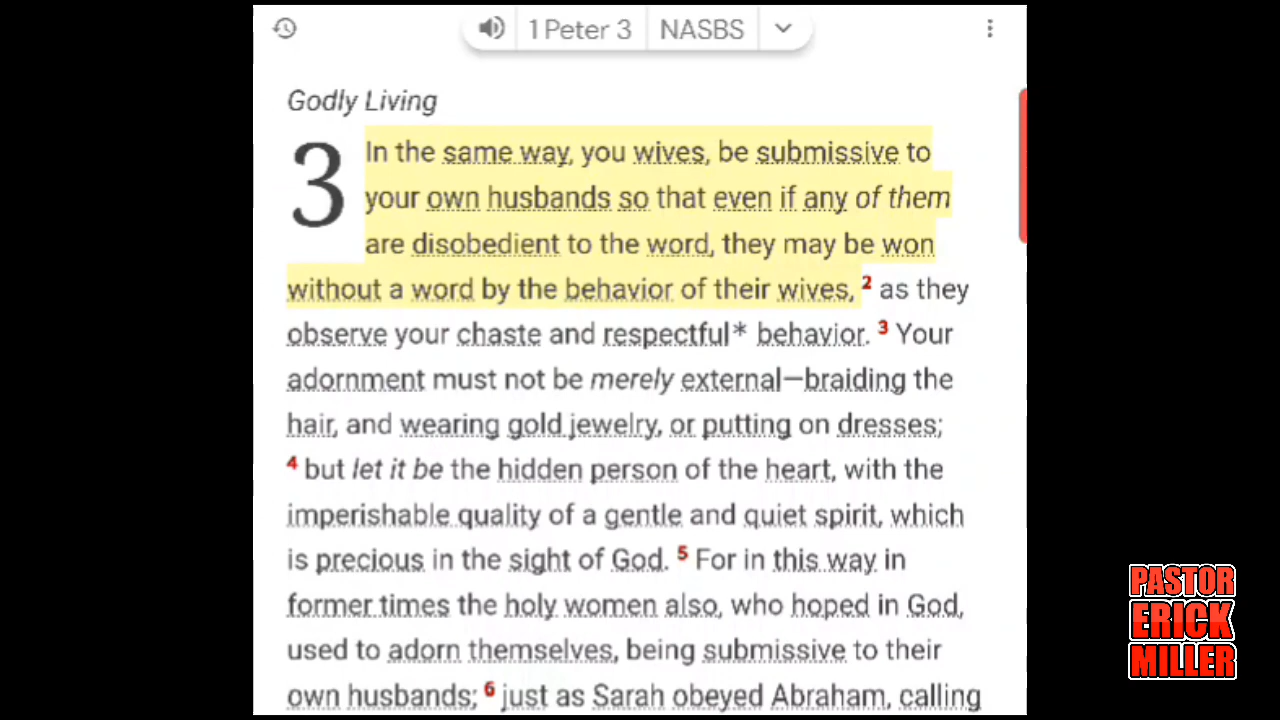 1 Peter 3 NASBS
Godly Living
3 In the same way, you wives, be submissive to
your own husbands so that even if any of them
are disobedient to the word, they may be won
without a word by the behavior of their wives, 2 as they
observe your chaste and respectful* behavior. 3 Your
adornment must not be merely external—braiding the
hair, and wearing gold jewelry, or putting on dresses;
4 but let it be the hidden person of the heart, with the
imperishable quality of a gentle and quiet spirit, which
is precious in the sight of God. 5 For in this way in
former times the holy women also, who hoped in God,
used to adorn themselves, being submissive to their
own husbands; 6 just as Sarah obeyed Abraham, calling
PASTOR
ERICK
MILLER